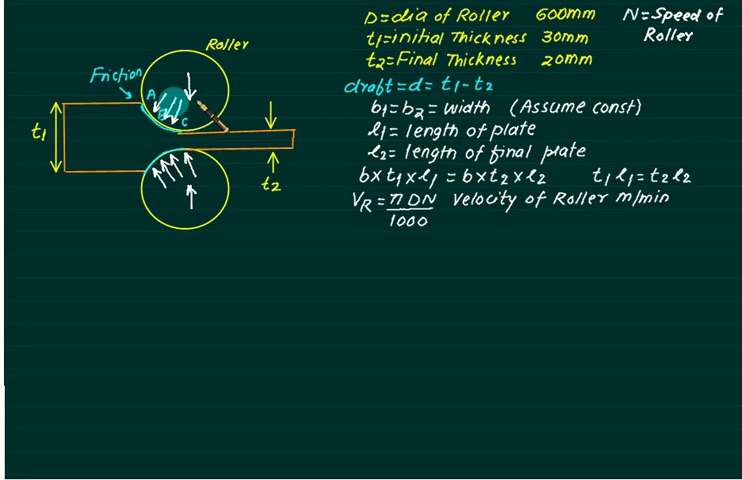 D=dia of Roller 600mm N=Speed of Roller
t1=initial Thickness 30mm
t2=Final Thickness 20mm
draft=d= t1-t2
b1=b2=width (Assume const)
l1=length of plate
l2=length of final plate
b×t1×l1=b×t2×l2 t1 l1=t2 l2
VR=πDN/1000 Velocity of Roller m/min
Roller
Friction
A
B
C
t1
t2